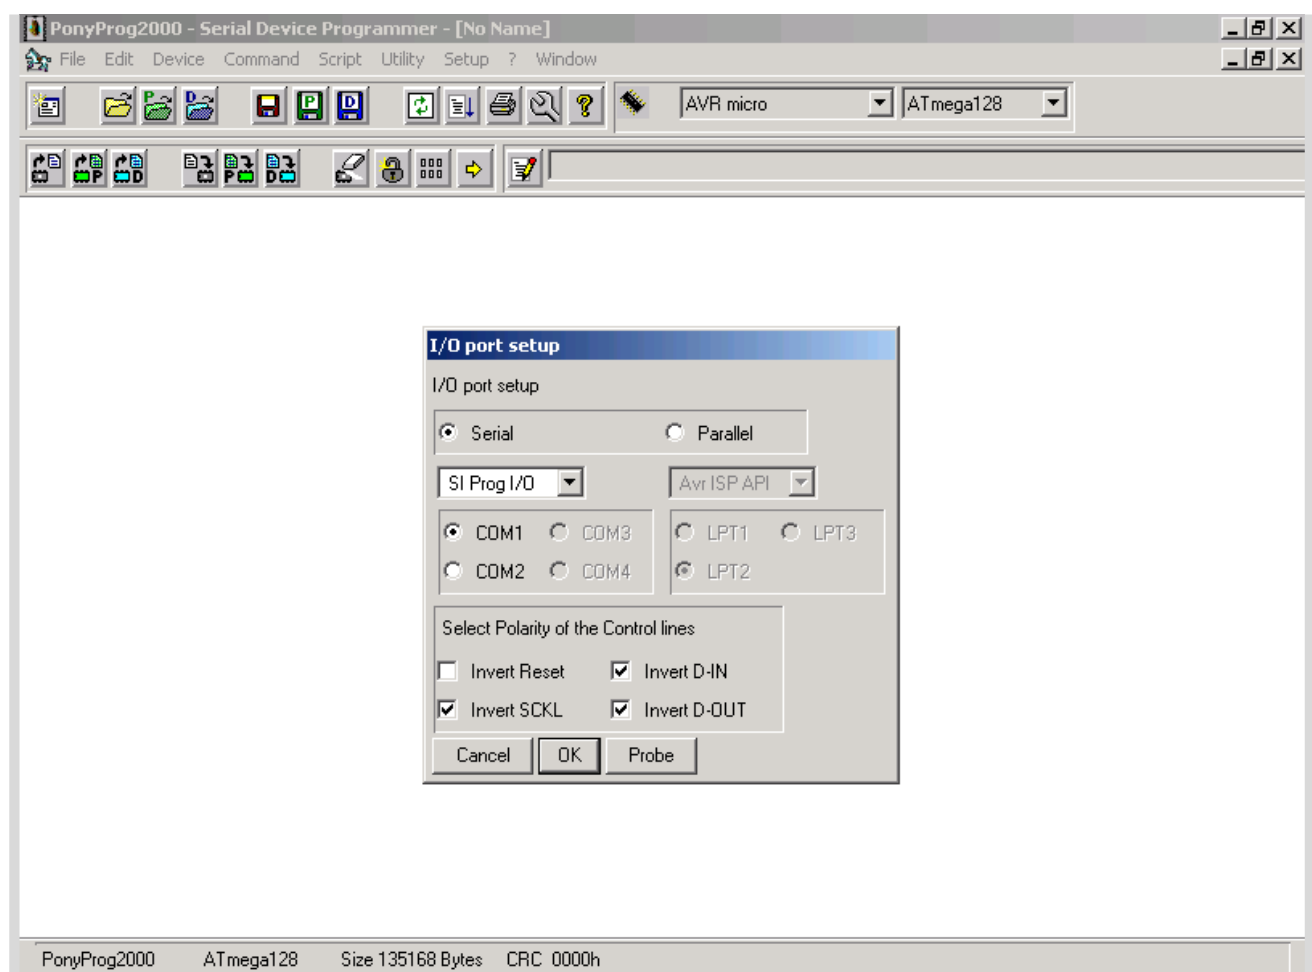 PonyProg2000 - Serial Device Programmer - [No Name]
File Edit Device Command Script Utility Setup ? Window
AVR micro ATmega128
I/O port setup
I/O port setup
Serial Parallel
SI Prog I/O Avr ISP API
COM1 COM3 LPT1 LPT3
COM2 COM4 LPT2
Select Polarity of the Control lines
Invert Reset Invert D-IN
Invert SCKL Invert D-OUT
Cancel OK Probe
PonyProg2000 ATmega128 Size 135168 Bytes CRC 0000h